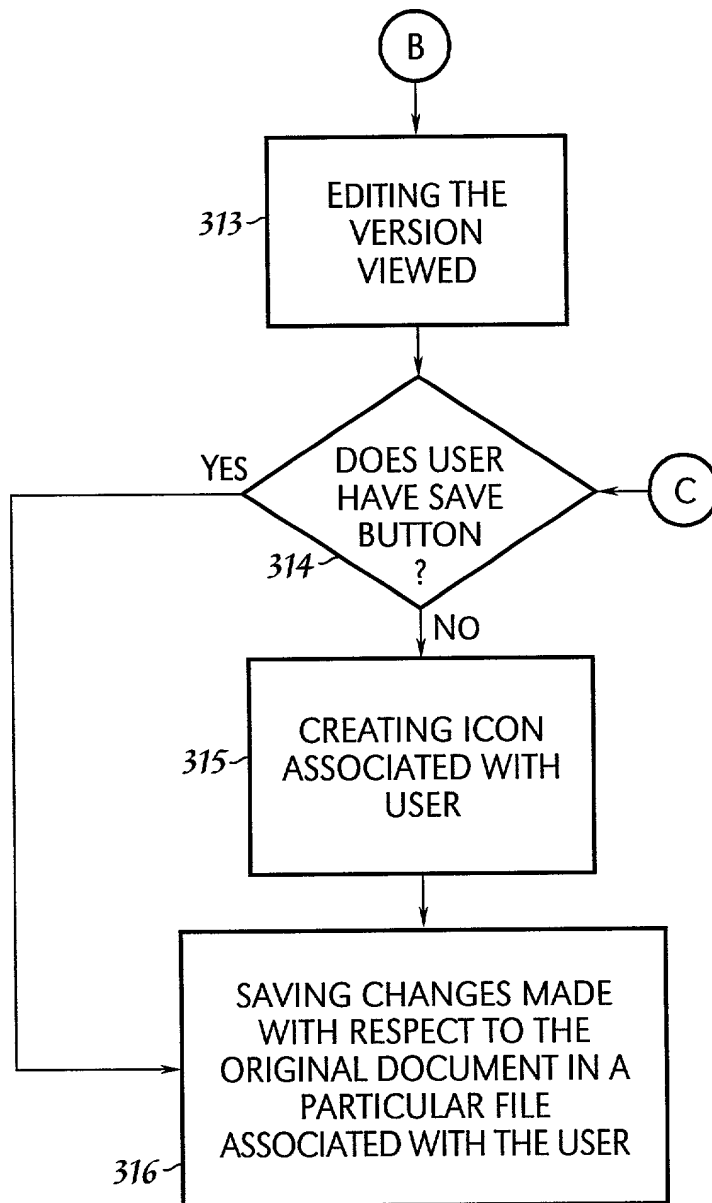 B
313
EDITING THE
VERSION
VIEWED
YES
DOES USER
HAVE SAVE
BUTTON
?
C
314
NO
315
CREATING ICON
ASSOCIATED WITH
USER
SAVING CHANGES MADE
WITH RESPECT TO THE
ORIGINAL DOCUMENT IN A
PARTICULAR FILE
ASSOCIATED WITH THE USER
316